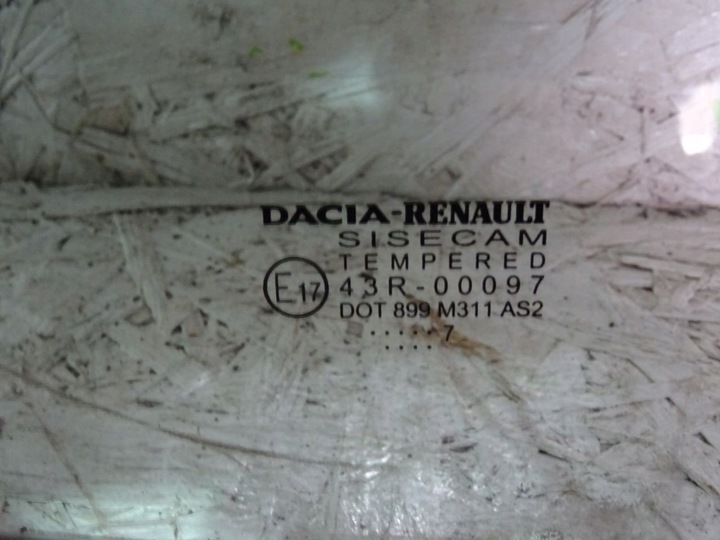 DACIA-RENAULT
SISECAM
TEMPERED
E17 43R-00097
DOT 899 M311 AS2
.....7
....